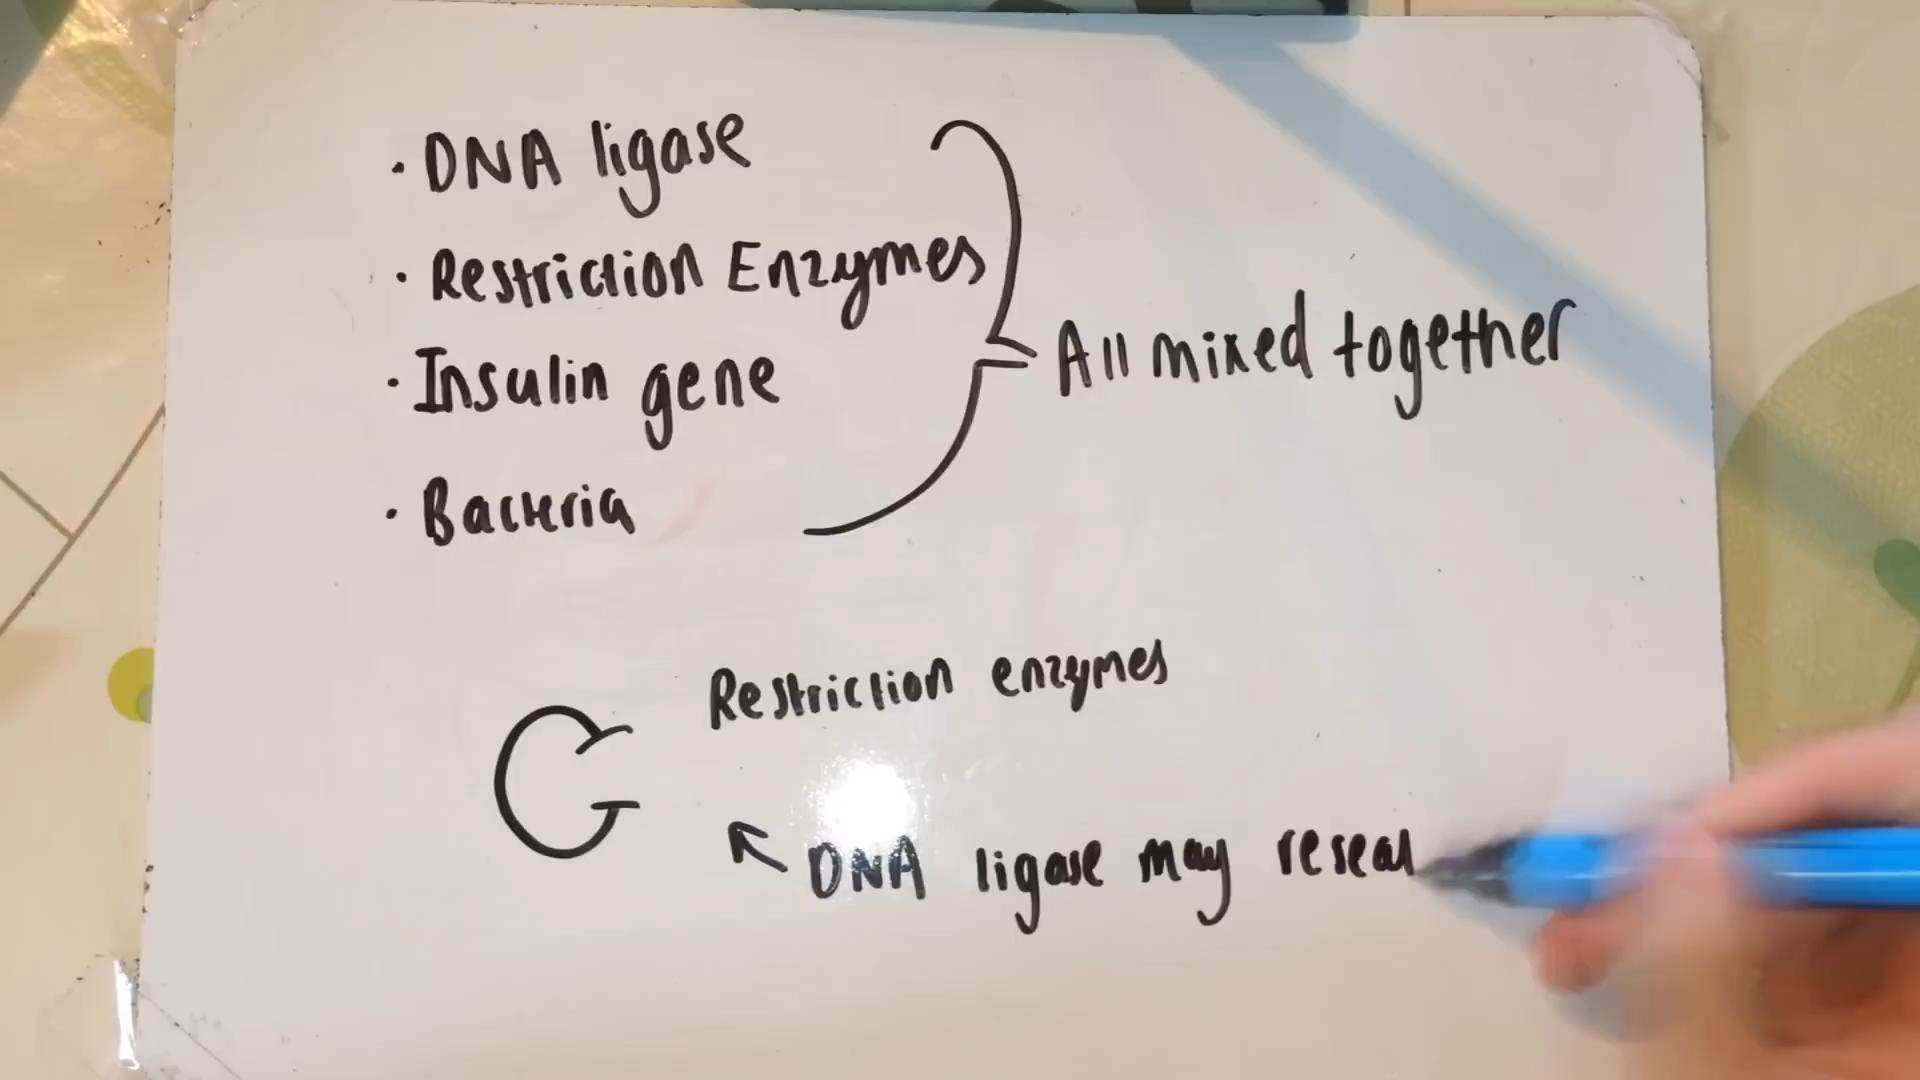 · DNA ligase
· Restriction Enzymes
· Insulin gene
· Bacteria
All mixed together
Restriction enzymes
DNA ligase may reseal